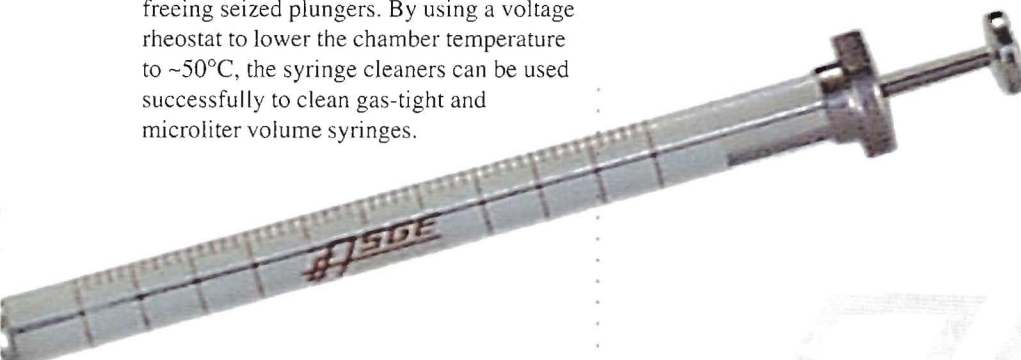 freeing seized plungers. By using a voltage
rheostat to lower the chamber temperature
to ~50°C, the syringe cleaners can be used
successfully to clean gas-tight and
microliter volume syringes.
SGE